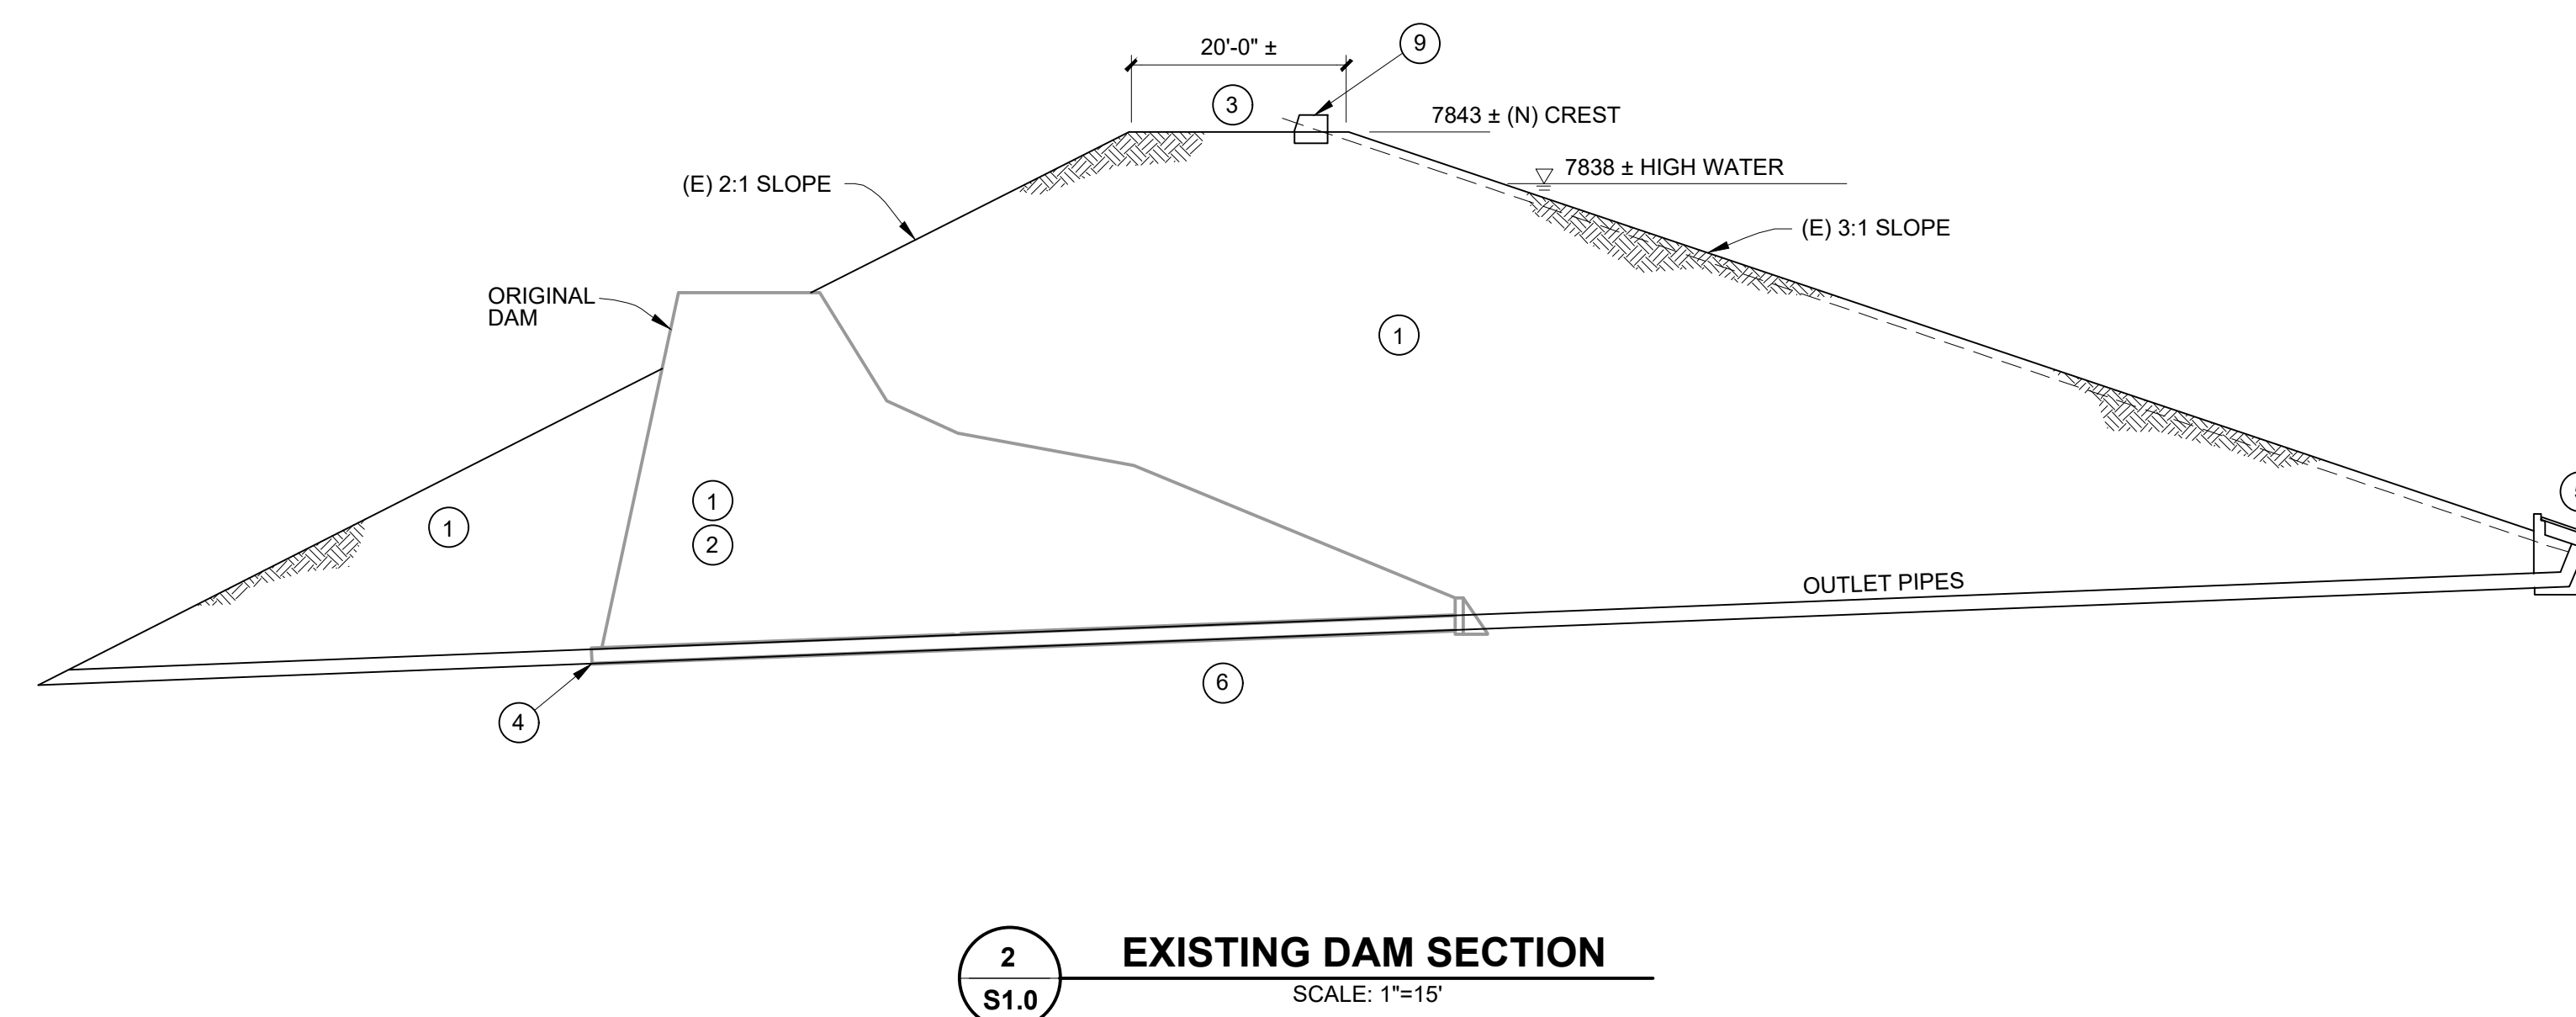 20'-0" ±
9
3
7843 ± (N) CREST
7838 ± HIGH WATER
(E) 2:1 SLOPE
(E) 3:1 SLOPE
ORIGINAL
DAM
1
1
1
2
OUTLET PIPES
6
4
2
S1.0
EXISTING DAM SECTION
SCALE: 1"=15'